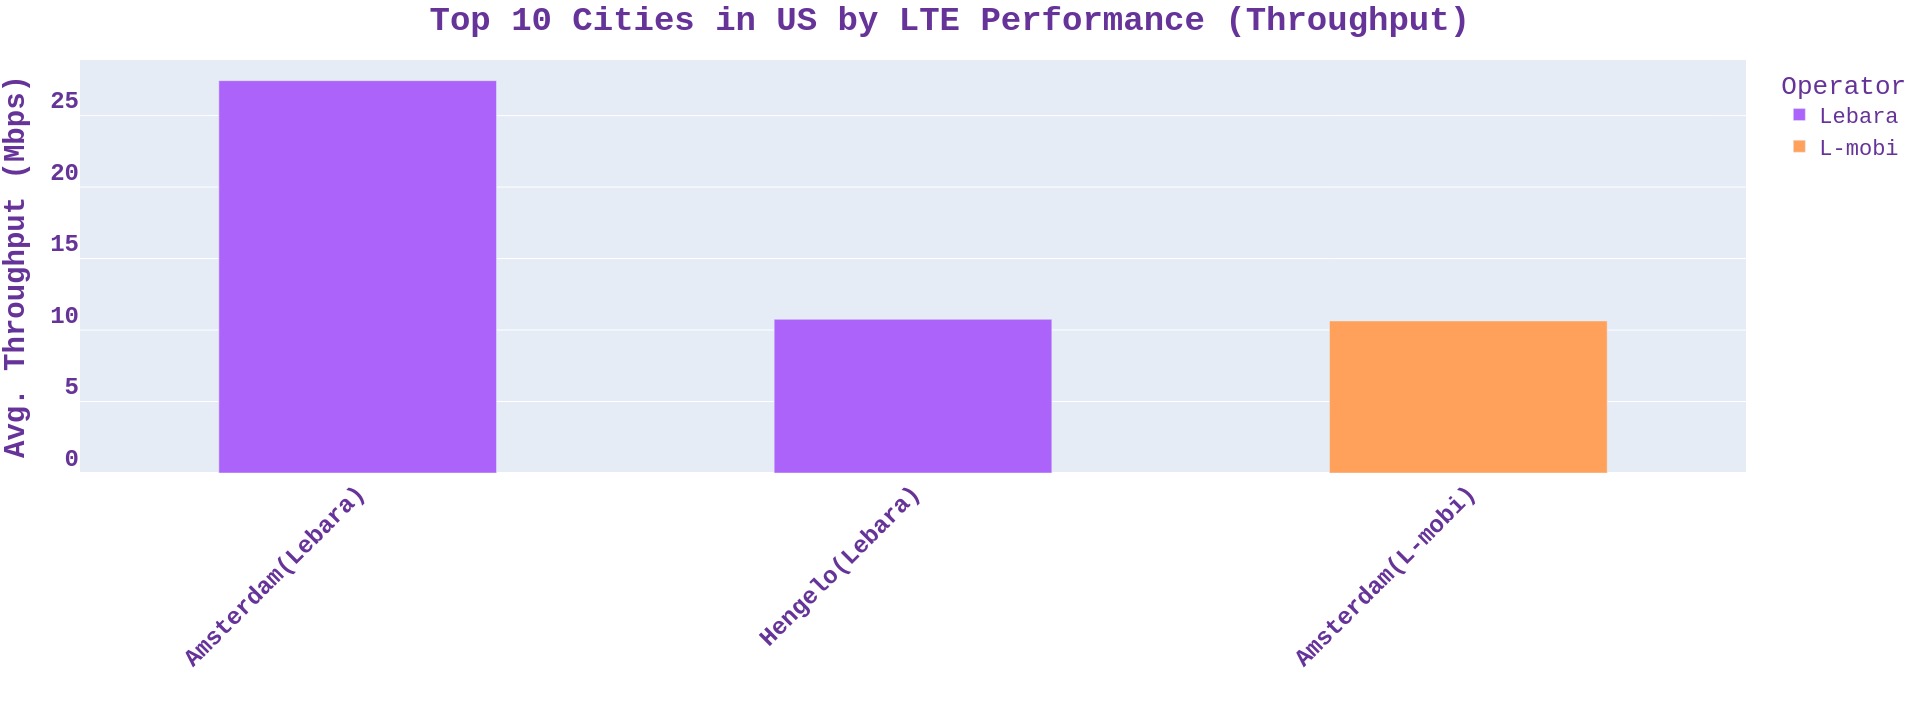 Top 10 Cities in US by LTE Performance (Throughput)
Avg. Throughput (Mbps)
25
20
15
10
5
0
Amsterdam(Lebara)
Hengelo(Lebara)
Amsterdam(L-mobi)
Operator
Lebara
L-mobi